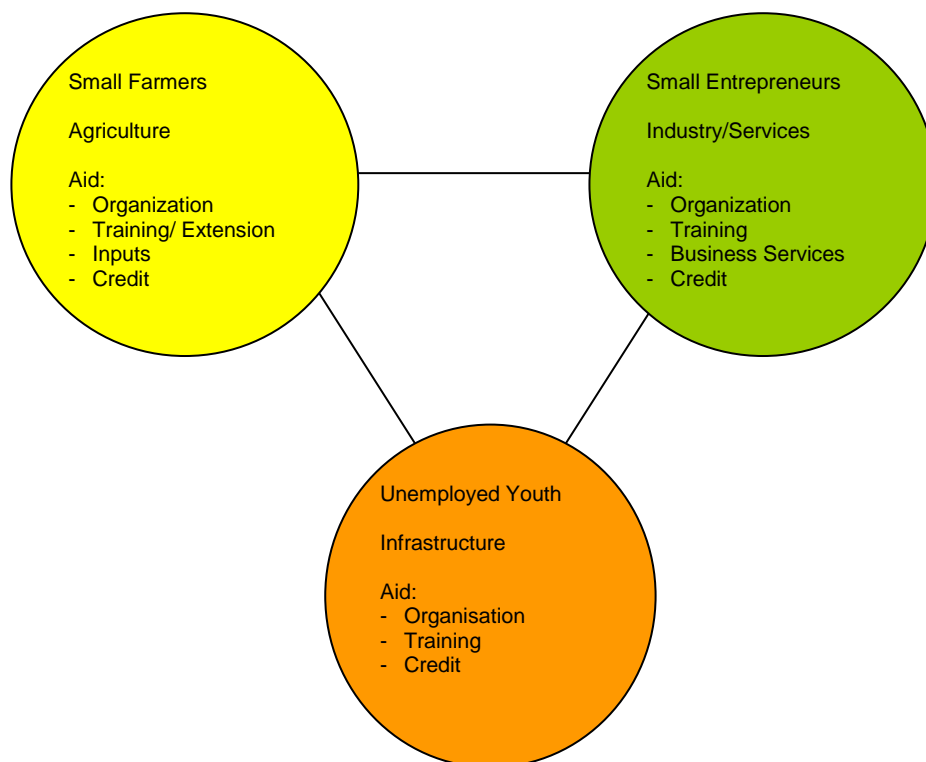 Small Farmers
Agriculture
Aid:
- Organization
- Training/ Extension
- Inputs
- Credit
Small Entrepreneurs
Industry/Services
Aid:
- Organization
- Training
- Business Services
- Credit
Unemployed Youth
Infrastructure
Aid:
- Organisation
- Training
- Credit